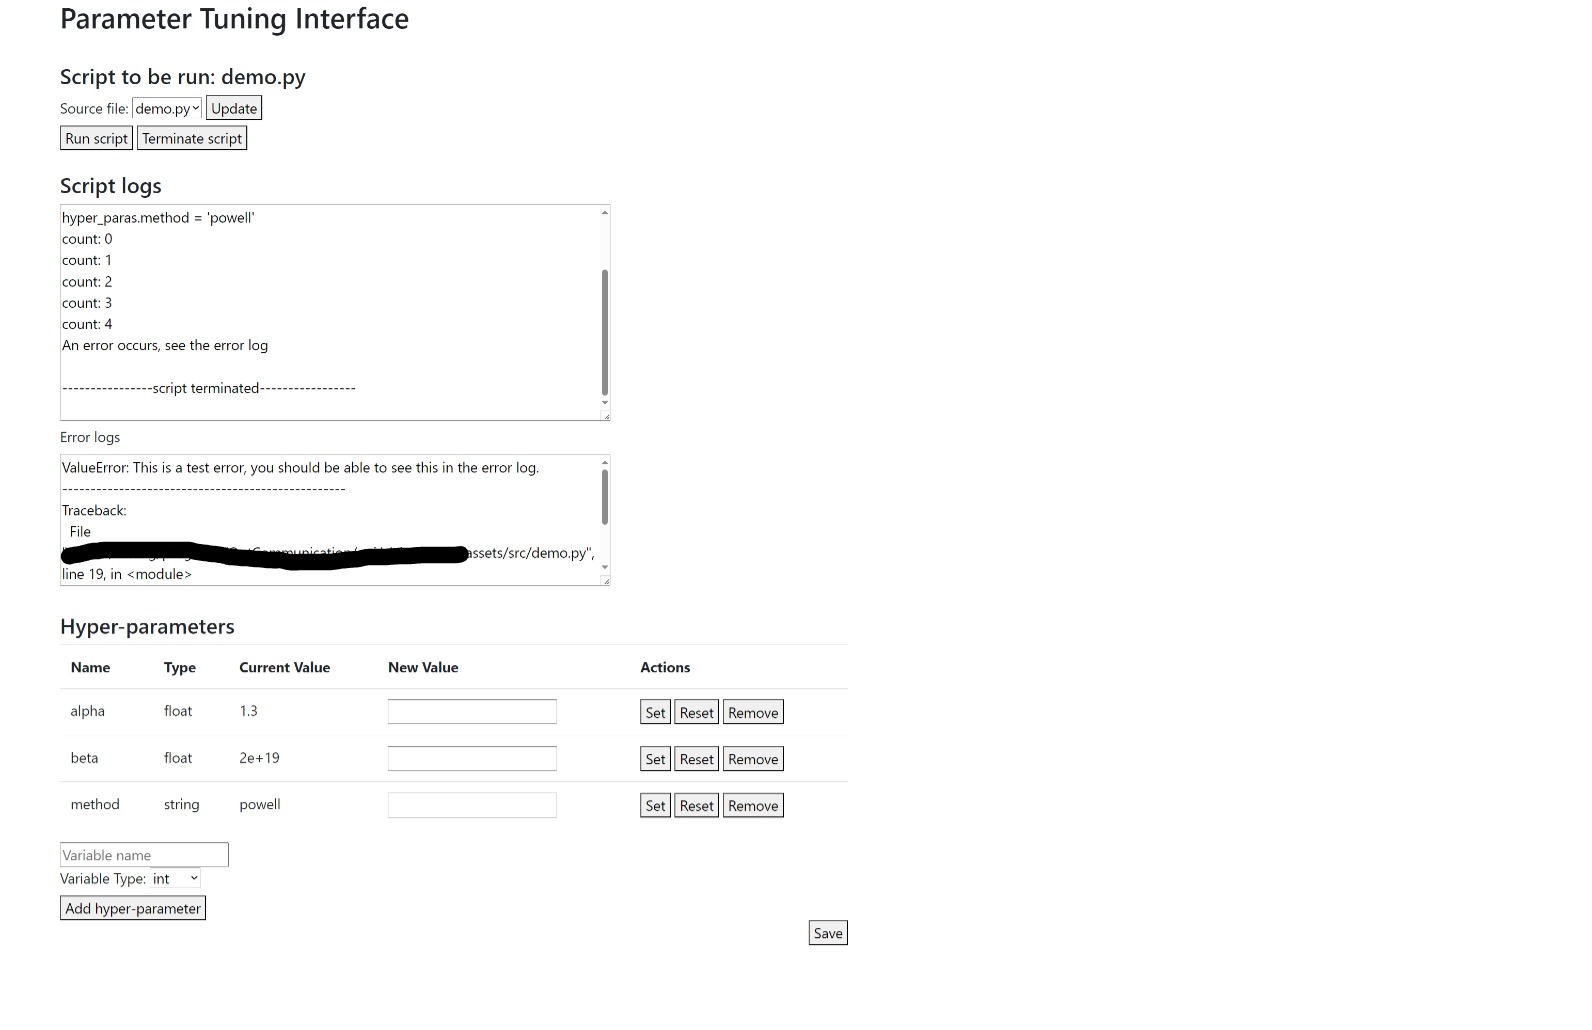 Parameter Tuning Interface
Script to be run: demo.py
Source file: demo.py Update
Run script Terminate script
Script logs
hyper_paras.method = 'powell'
count: 0
count: 1
count: 2
count: 3
count: 4
An error occurs, see the error log
----------------script terminated-----------------
Error logs
ValueError: This is a test error, you should be able to see this in the error log.
--------------------------------------------------
Traceback:
File
assets/src/demo.py",
line 19, in <module>
Hyper-parameters
Name Type Current Value New Value Actions
alpha float 1.3 Set Reset Remove
beta float 2e+19 Set Reset Remove
method string powell Set Reset Remove
Variable name
Variable Type: int
Add hyper-parameter
Save